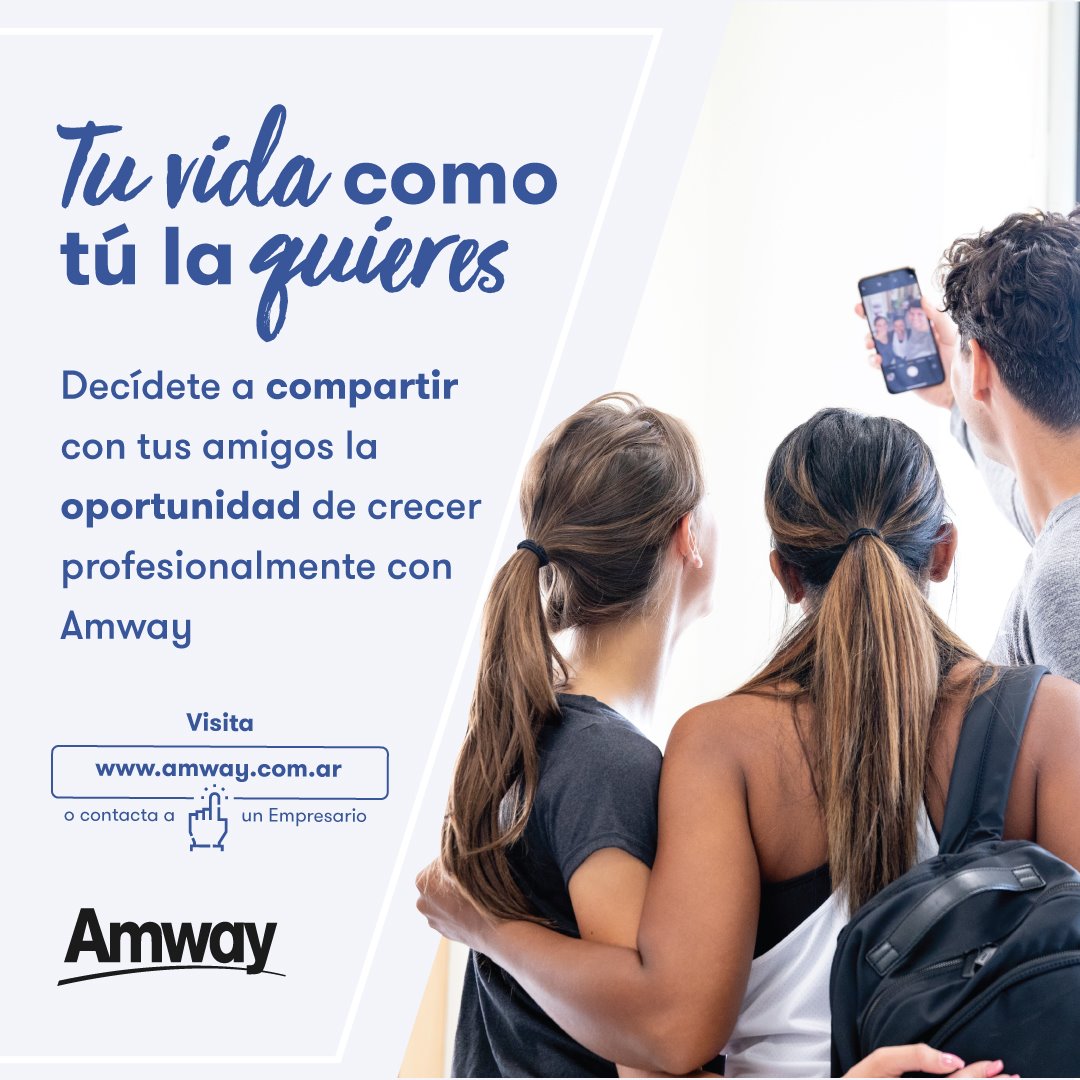 Tu vida como
tú la quieres
Decídete a compartir
con tus amigos la
oportunidad de crecer
profesionalmente con
Amway
Visita
www.amway.com.ar
o contacta a un Empresario
Amway